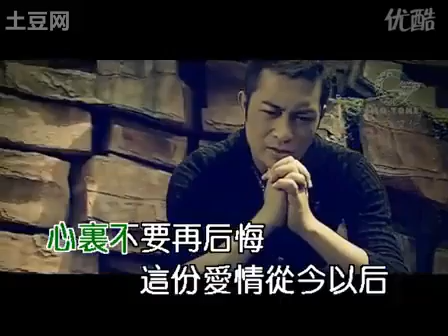 土豆网
优酷
心裏不要再后悔
這份愛情從今以后